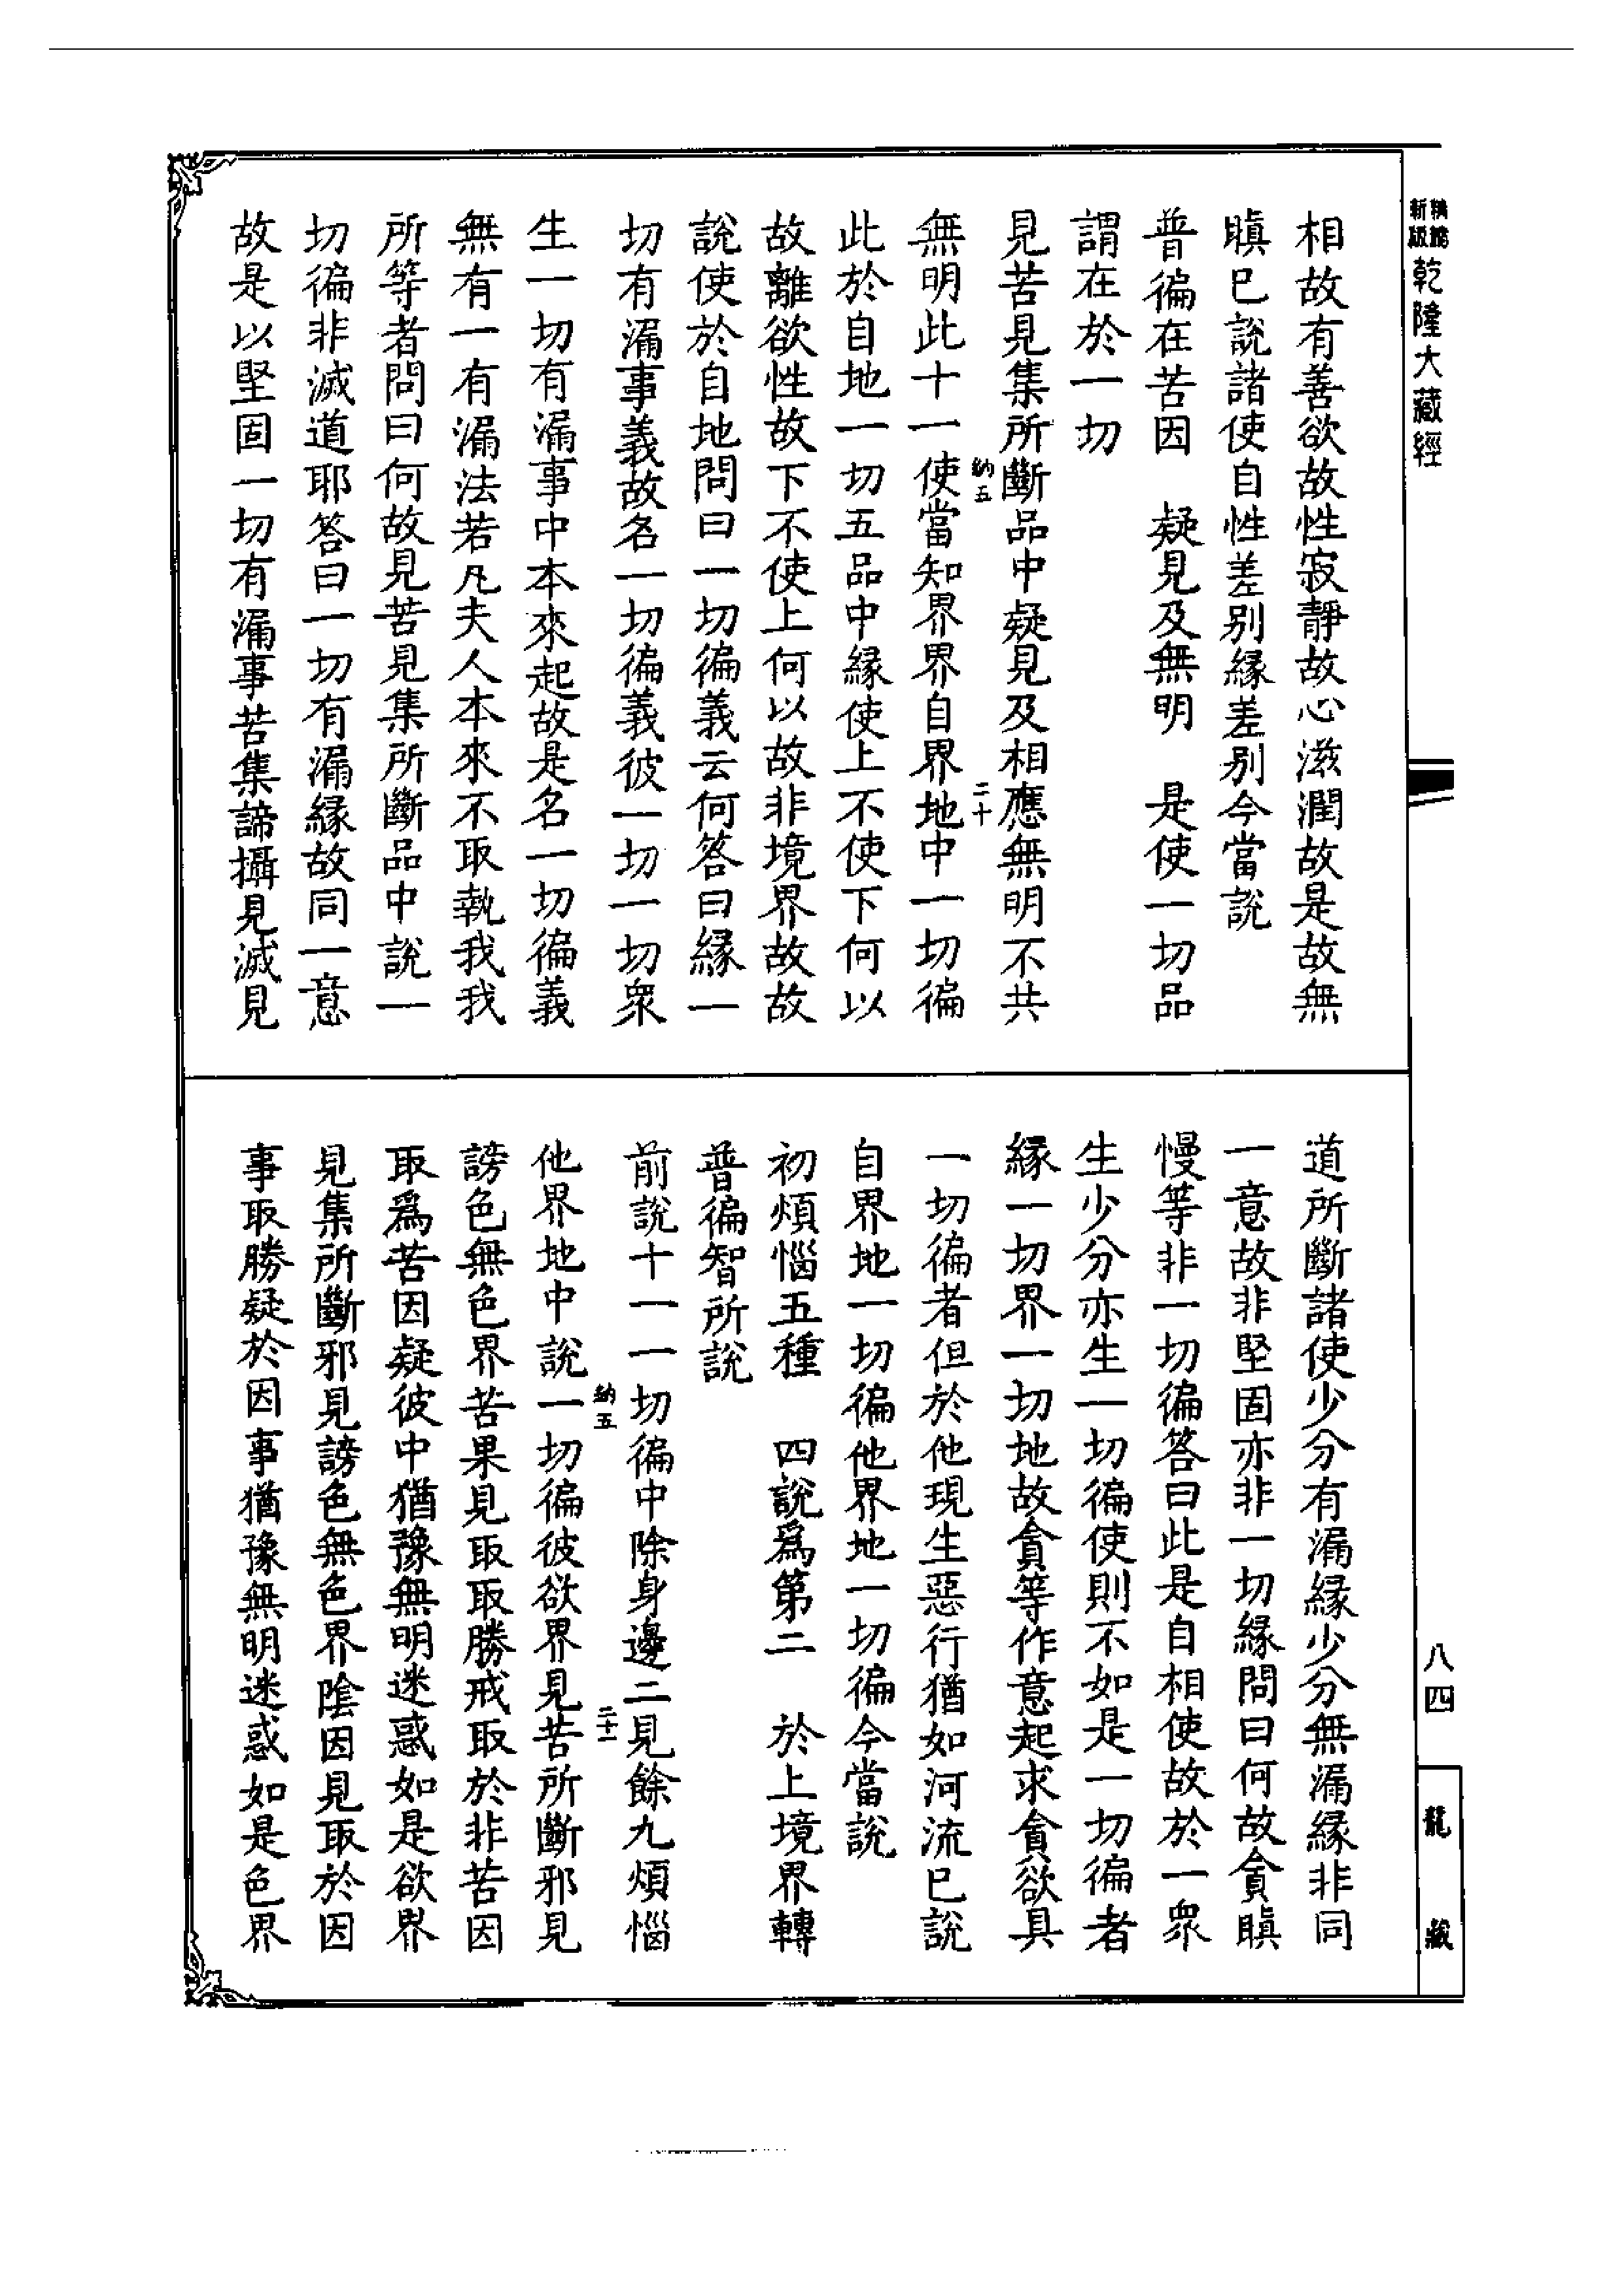 精縮新版乾隆大藏經
相故有善欲故性寂靜故心滋潤故是故無
瞋已說諸使自性差别縁差别今當說
普徧在苦因　疑見及無明　是使一切品
謂在於一切
見苦見集所斷品中疑見及相應無明不共
納五
二十
無明此十一使當知界界自界地中一切徧
此於自地一切五品中縁使上不使下何以
故離欲性故下不使上何以故非境界故故
說使於自地問曰一切徧義云何答曰縁一
切有漏事義故名一切徧義彼一切一切衆
生一切有漏事中本來起故是名一切徧義
無有一有漏法若凡夫人本來不取執我我
所等者問曰何故見苦見集所斷品中說一
切徧非滅道耶答曰一切有漏縁故同一意
故是以堅固一切有漏事苦集諦攝見滅見
道所斷諸使少分有漏縁少分無漏縁非同
一意故非堅固亦非一切縁問曰何故貪瞋
慢等非一切徧答曰此是自相使故於一衆
生少分亦生一切徧使則不如是一切徧者
縁一切界一切地故貪等作意起求貪欲具
一切徧者但於他現生惡行猶如河流已說
自界地一切徧他界地一切徧今當說
初煩惱五種　四說爲第二　於上境界轉
普徧智所說
前說十一一切徧中除身邊二見餘九煩惱
納五
二十一
他界地中說一切徧彼欲界見苦所斷邪見
謗色無色界苦果見取取勝戒取於非苦因
取爲苦因疑彼中猶豫無明迷惑如是欲界
見集所斷邪見謗色無色界陰因見取於因
事取勝疑於因事猶豫無明迷惑如是色界
八四
龍藏